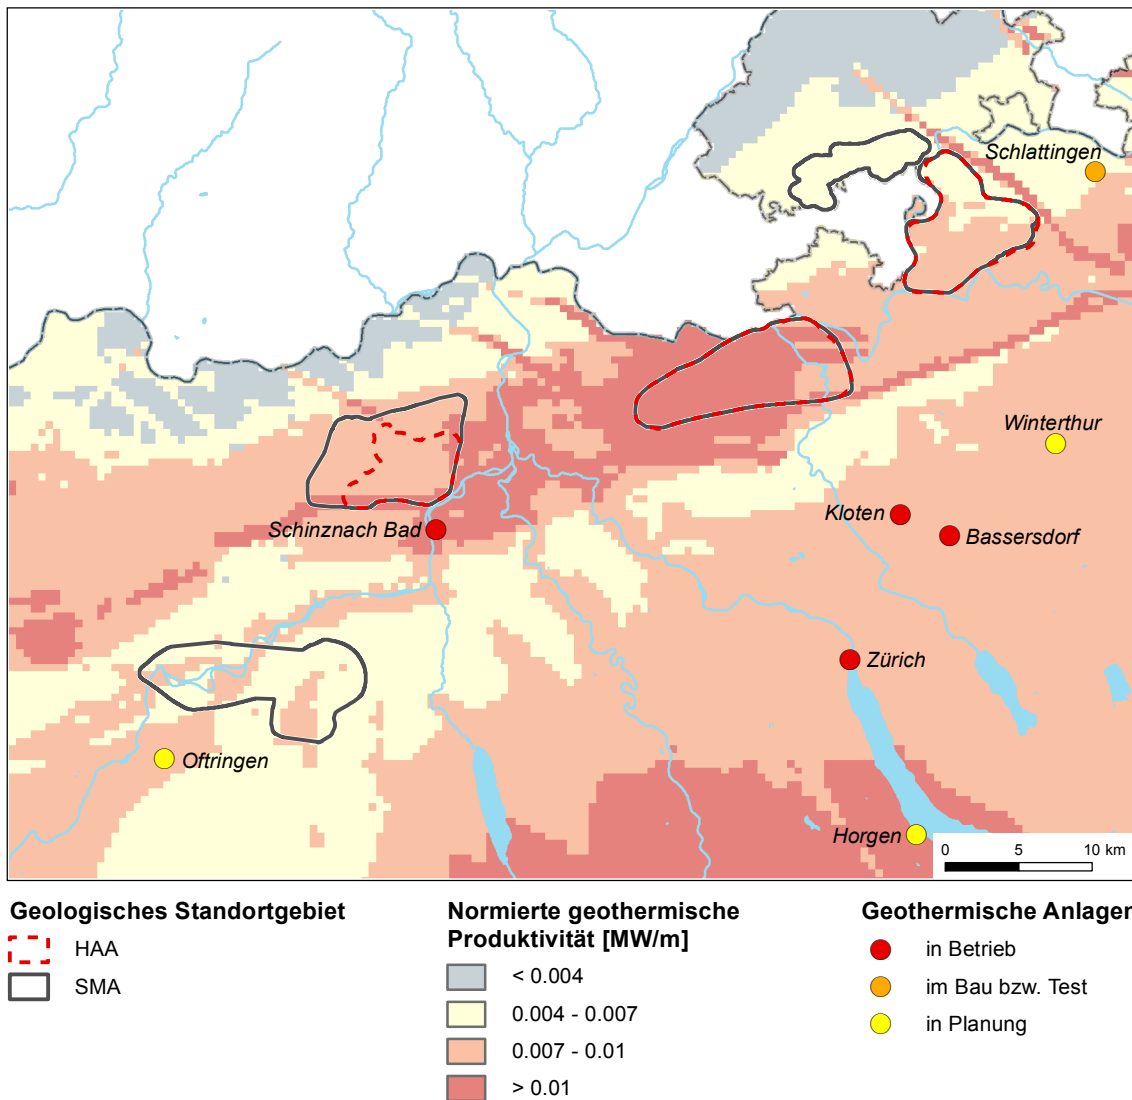 Schlattingen
Winterthur
Kloten
Bassersdorf
Schinznach Bad
Zürich
Oftringen
Horgen
0 5 10 km
Geologisches Standortgebiet
HAA
SMA
Normierte geothermische
Produktivität [MW/m]
< 0.004
0.004 - 0.007
0.007 - 0.01
> 0.01
Geothermische Anlagen
in Betrieb
im Bau bzw. Test
in Planung